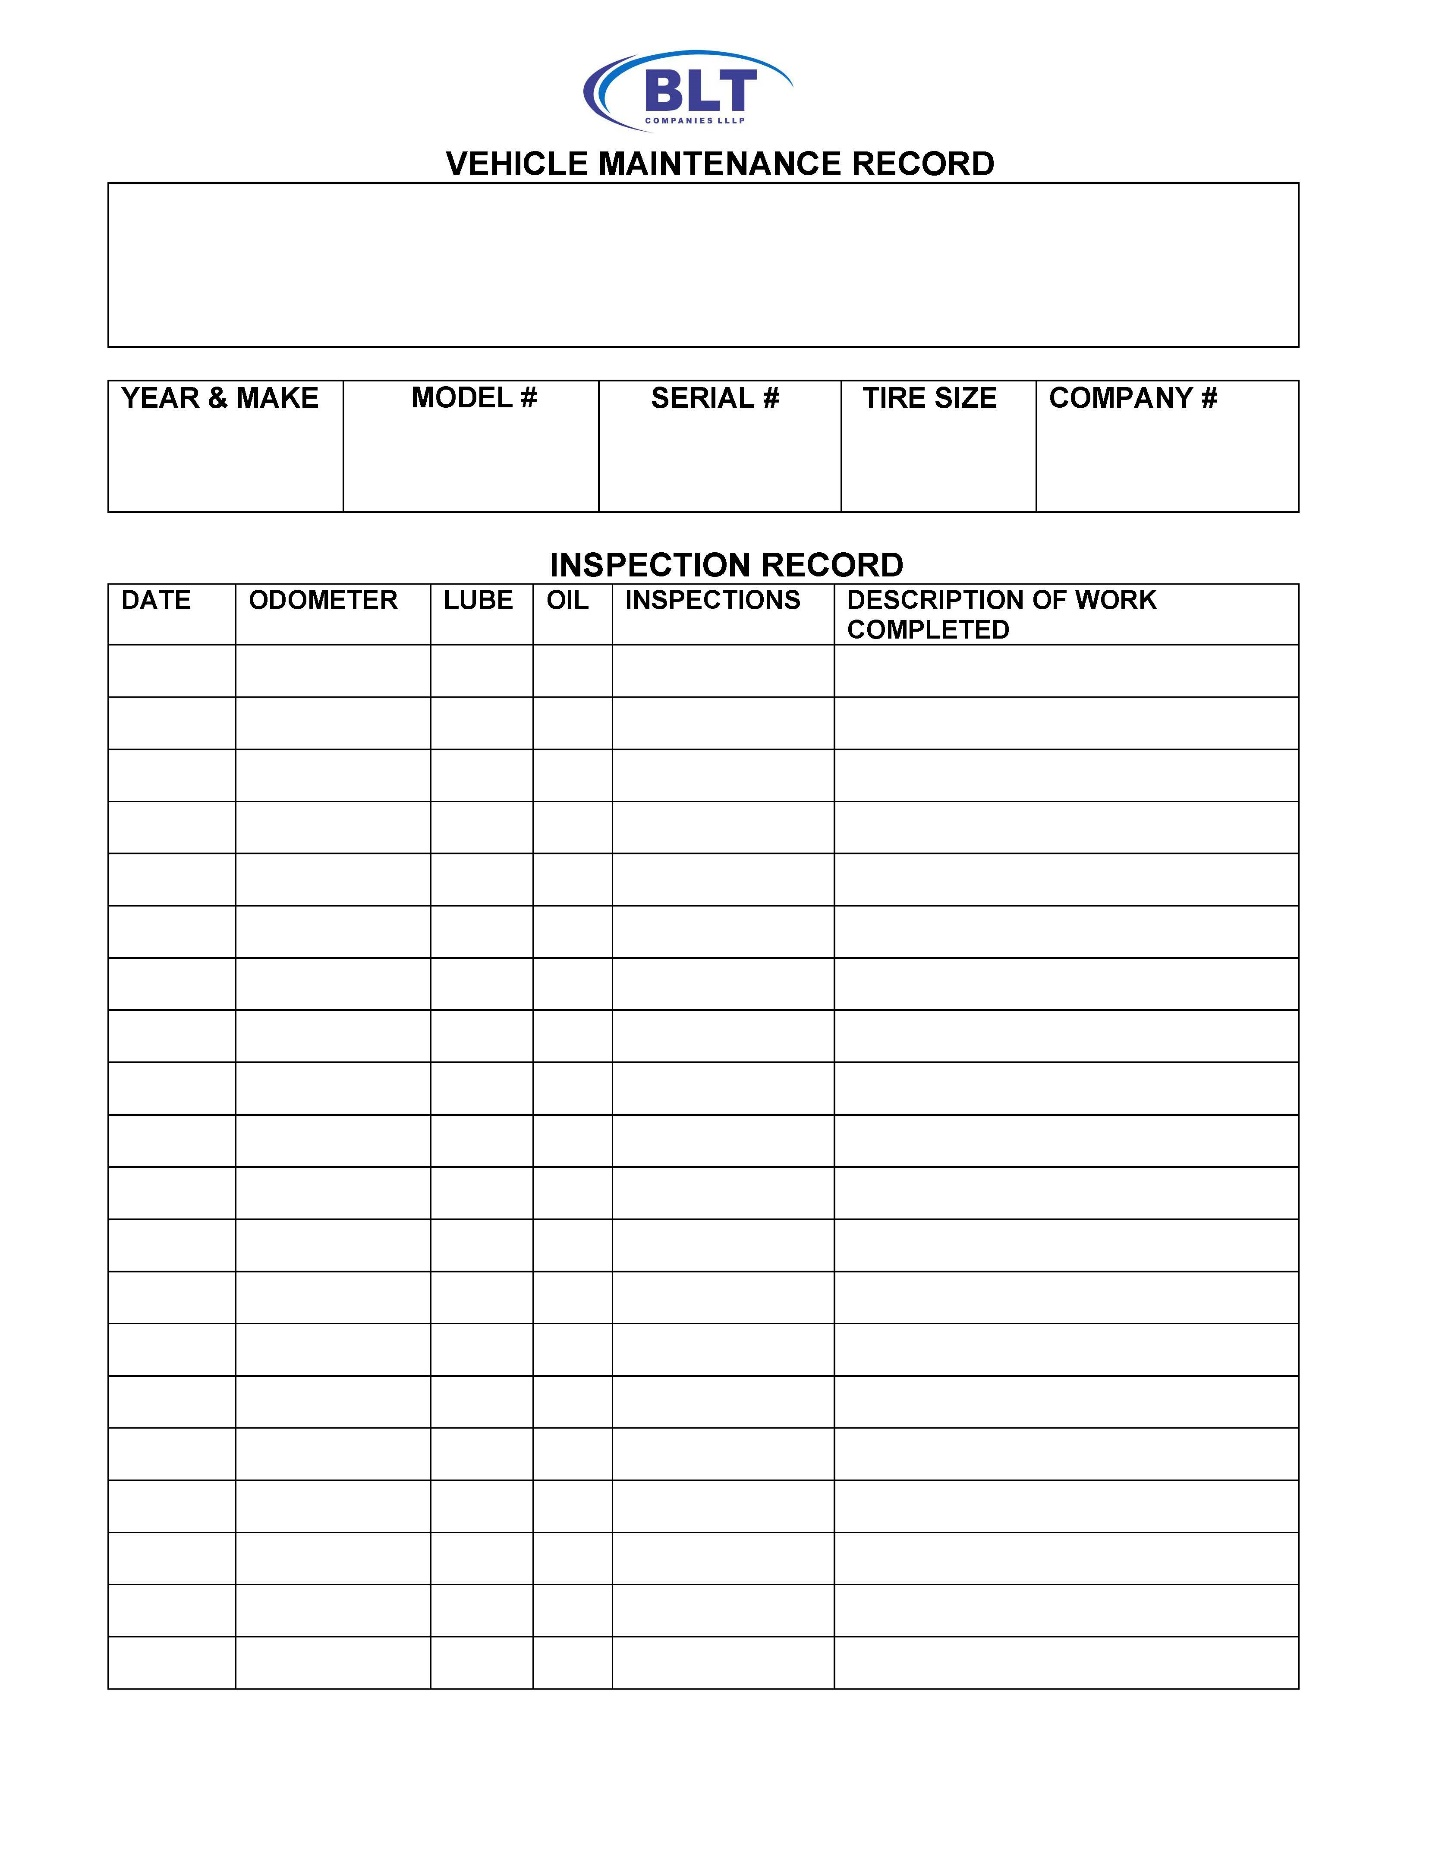 BLT
COMPANIES LLLP
VEHICLE MAINTENANCE RECORD
YEAR & MAKE MODEL # SERIAL # TIRE SIZE COMPANY #
INSPECTION RECORD
DATE ODOMETER LUBE OIL INSPECTIONS DESCRIPTION OF WORK
COMPLETED